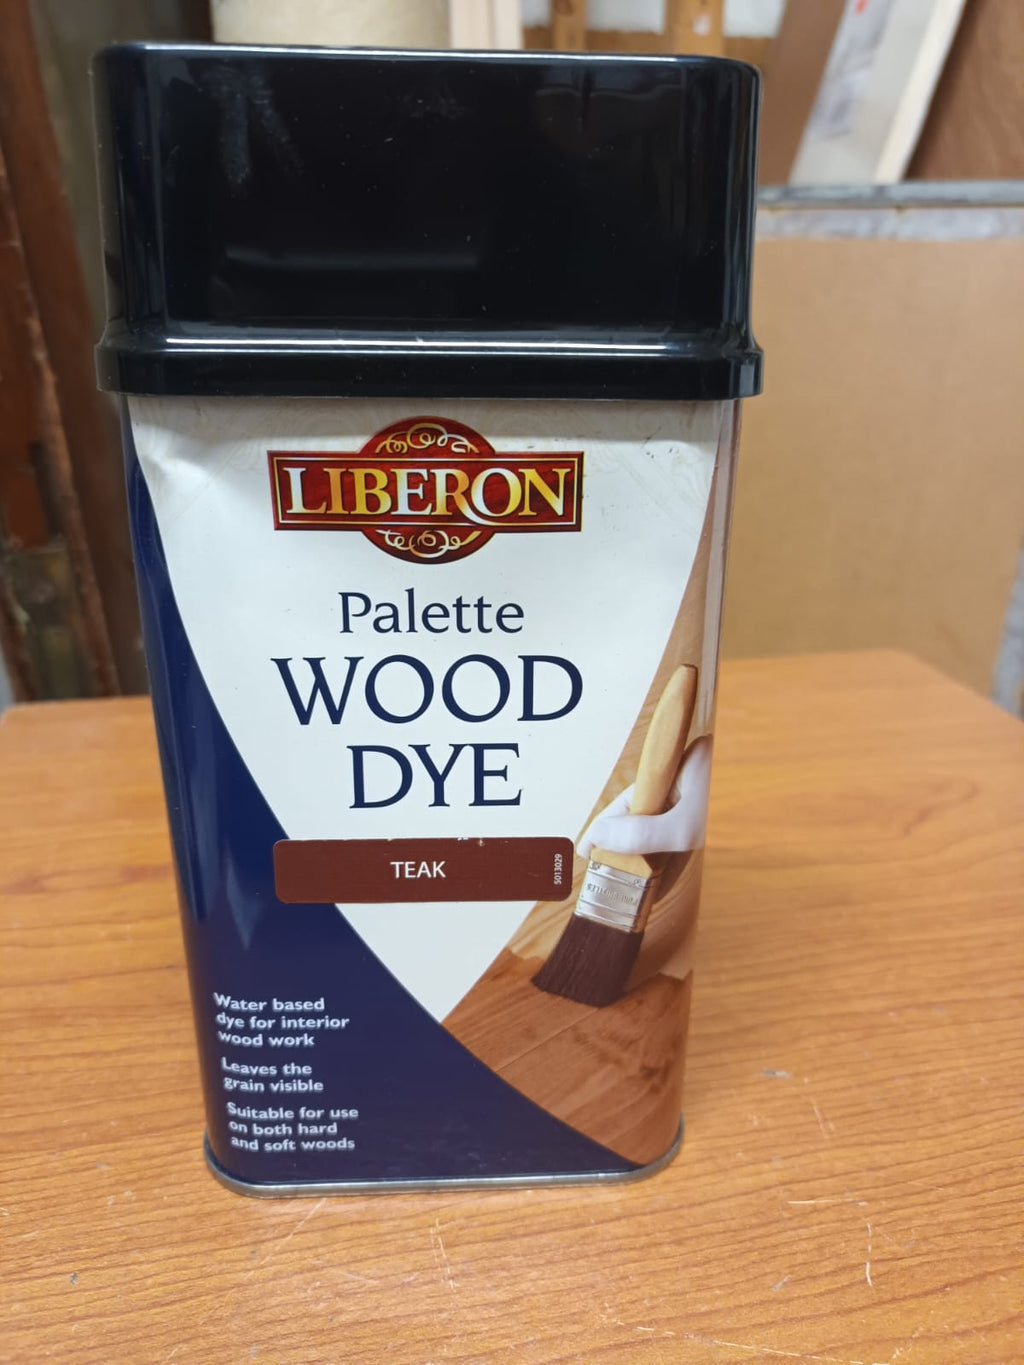 LIBERON
Palette
WOOD
DYE
TEAK
5013029
Water based
dye for interior
wood work
Leaves the
grain visible
Suitable for use
on both hard
and soft woods